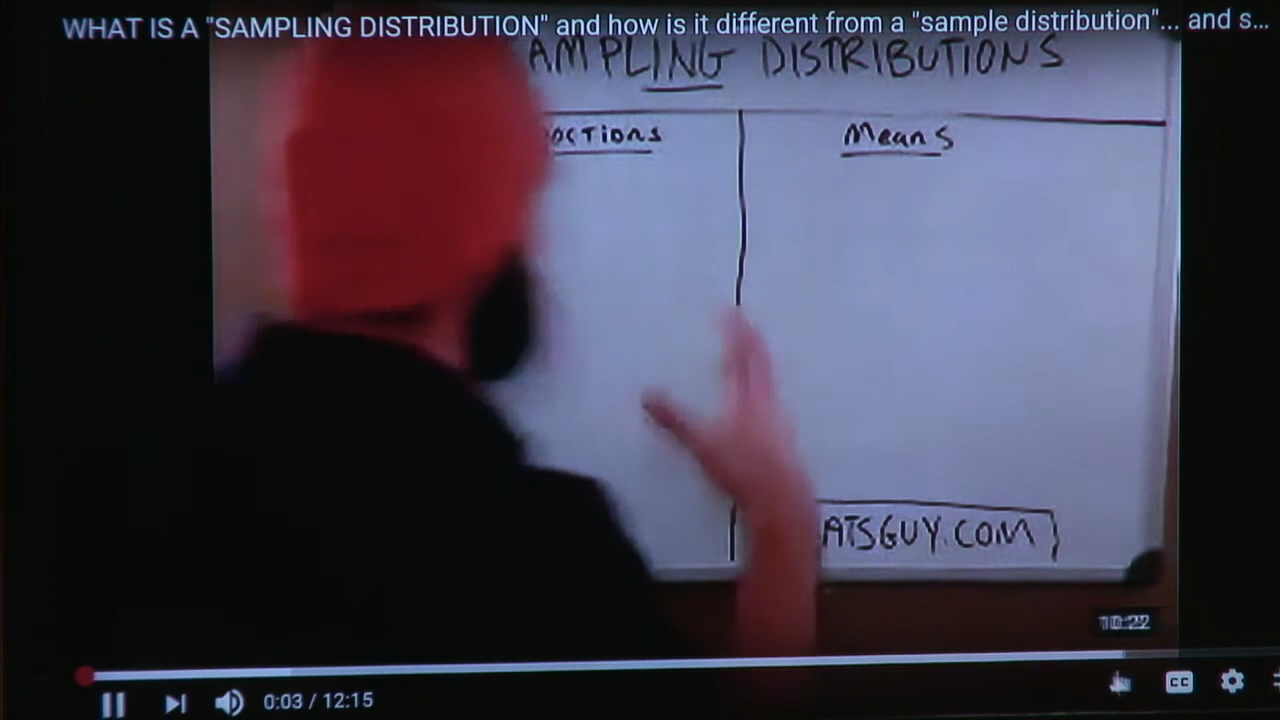 WHAT IS A "SAMPLING DISTRIBUTION" and how is it different from a "sample distribution"... and s...
AMPLING DISTRIBUTIONS
Means
ATSGUY.COM
10:22
0:03 / 12:15
CC